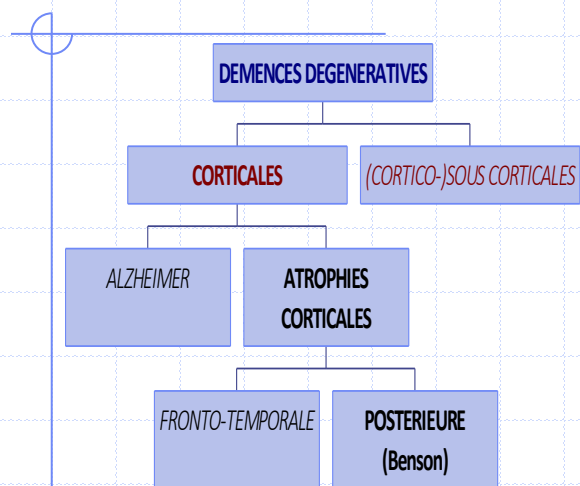 DEMENCES DEGENERATIVES
CORTICALES
(CORTICO-)SOUS CORTICALES
ALZHEIMER
ATROPHIES
CORTICALES
FRONTO-TEMPORALE
POSTERIEURE
(Benson)